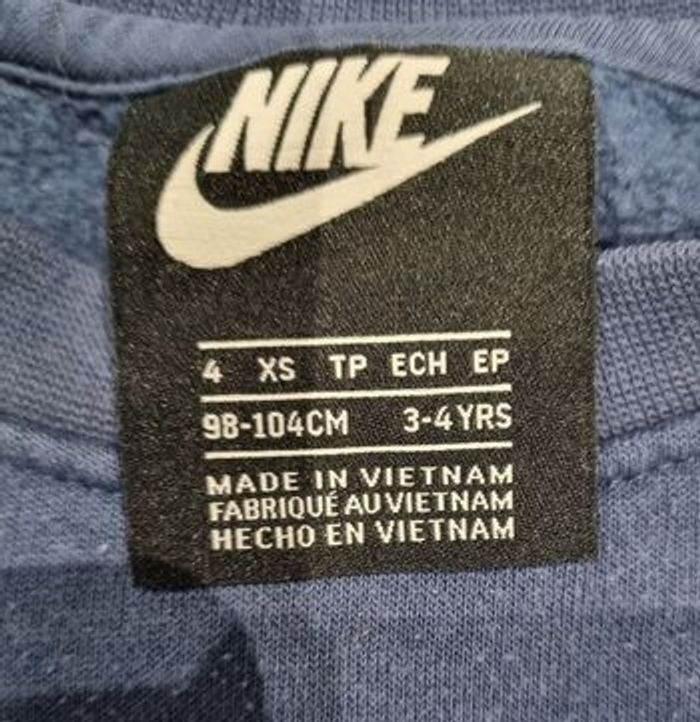 NIKE
4 XS TP ECH EP
98-104CM 3-4YRS
MADE IN VIETNAM
FABRIQUÉ AU VIETNAM
HECHO EN VIETNAM